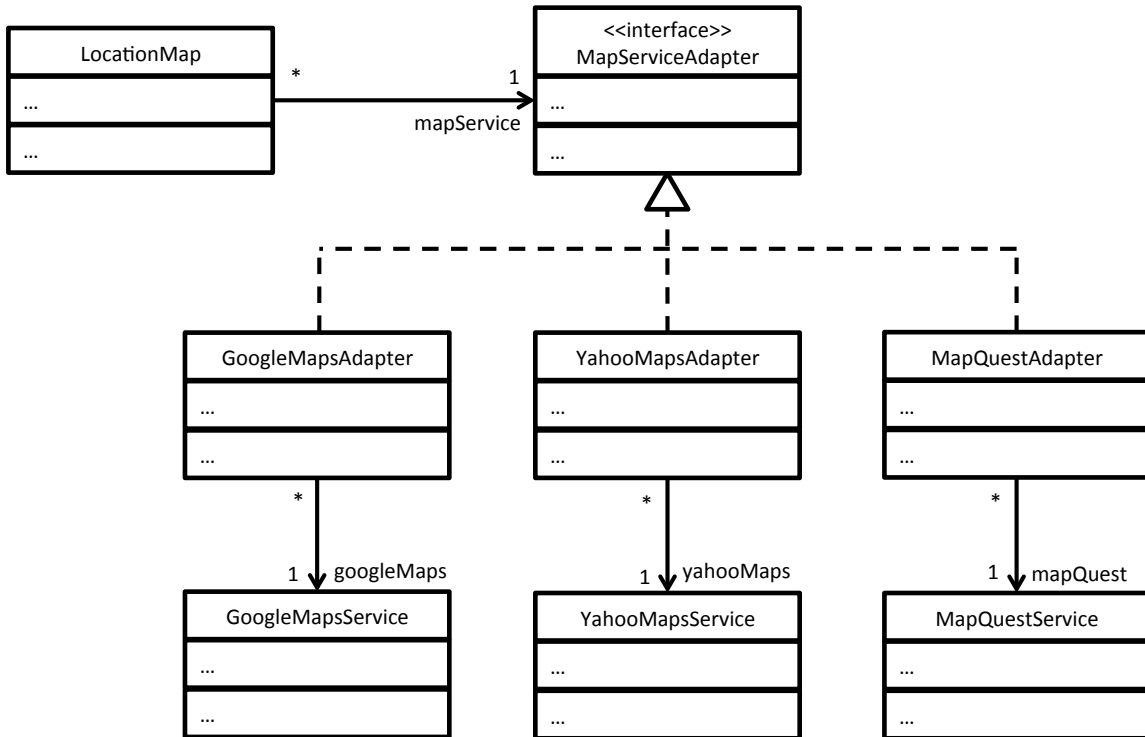 LocationMap
...
...
*
1
mapService
<<interface>>
MapServiceAdapter
...
...
GoogleMapsAdapter
...
...
YahooMapsAdapter
...
...
MapQuestAdapter
...
...
*
1
googleMaps
*
1
yahooMaps
*
1
mapQuest
GoogleMapsService
...
...
YahooMapsService
...
...
MapQuestService
...
...